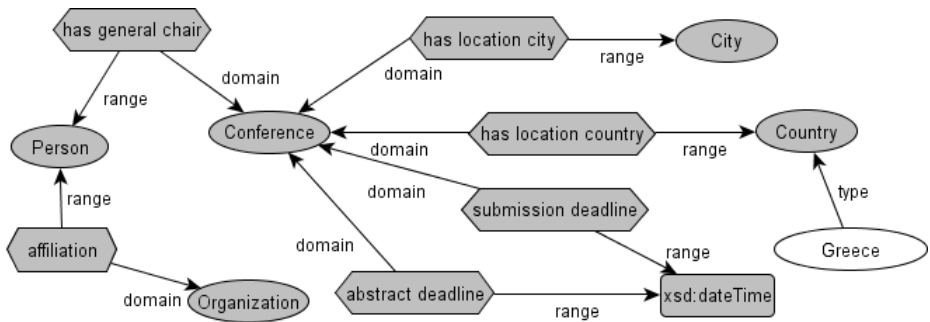 has general chair
has location city
City
domain
range
domain
range
Conference
has location country
Country
Person
domain
range
range
domain
submission deadline
type
affiliation
domain
range
Greece
domain
Organization
abstract deadline
range
xsd:dateTime